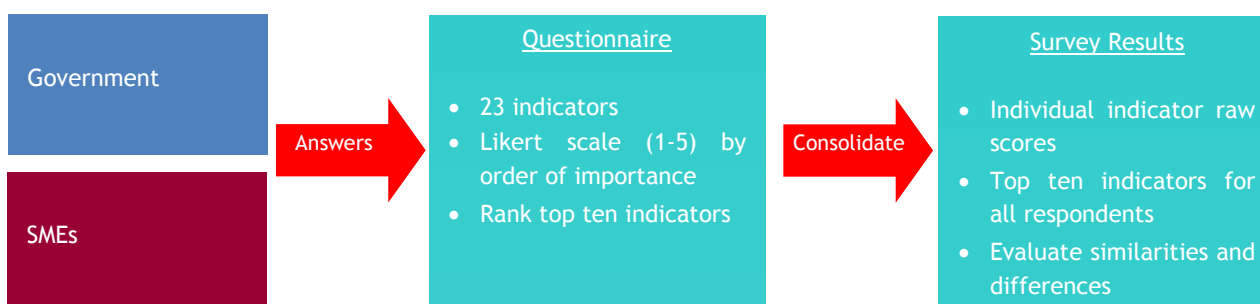 Government
SMEs
Answers
Questionnaire
• 23 indicators
• Likert scale (1-5) by
order of importance
• Rank top ten indicators
Consolidate
Survey Results
• Individual indicator raw
scores
• Top ten indicators for
all respondents
• Evaluate similarities and
differences